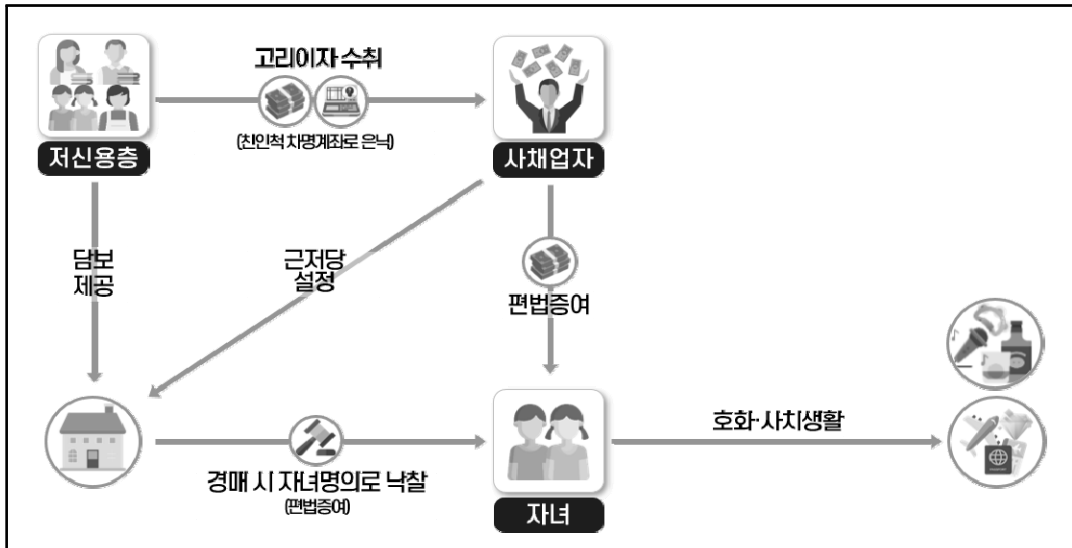 고리이자 수취
(친인척 차명계좌로 은닉)
저신용층
사채업자
담보
제공
근저당
설정
편법증여
호화·사치생활
경매 시 자녀명의로 낙찰
(편법증여)
자녀